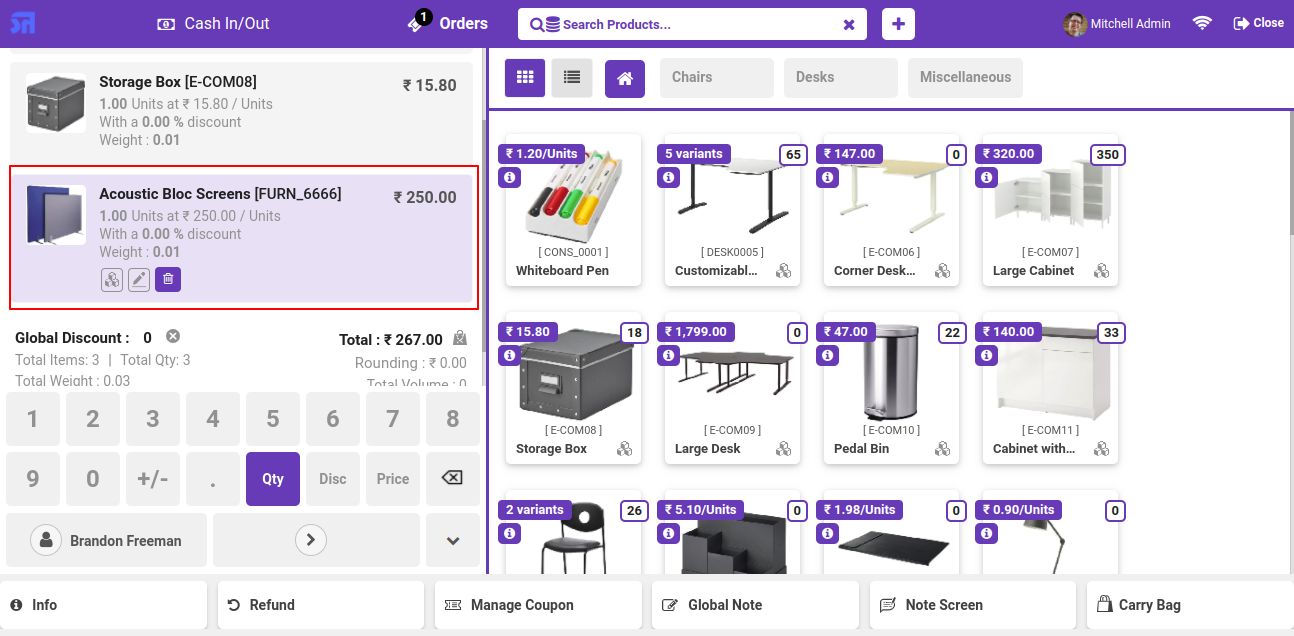 Cash In/Out
1
Orders
Search Products...
Mitchell Admin
Close
Storage Box [E-COM08]
₹ 15.80
1.00 Units at ₹ 15.80 / Units
With a 0.00 % discount
Weight : 0.01
Acoustic Bloc Screens [FURN_6666]
₹ 250.00
1.00 Units at ₹ 250.00 / Units
With a 0.00 % discount
Weight : 0.01
Global Discount : 0
Total : ₹ 267.00
Total Items: 3 | Total Qty: 3
Rounding : ₹ 0.00
Total Weight : 0.03
Total Volume : 0
1 2 3 4 5 6 7 8
9 0 +/- . Qty Disc Price
Brandon Freeman
Chairs
Desks
Miscellaneous
₹ 1.20/Units
[ CONS_0001 ]
Whiteboard Pen
5 variants
65
[ DESK0005 ]
Customizabl...
₹ 147.00
0
[ E-COM06 ]
Corner Desk...
₹ 320.00
350
[ E-COM07 ]
Large Cabinet
₹ 15.80
18
[ E-COM08 ]
Storage Box
₹ 1,799.00
0
[ E-COM09 ]
Large Desk
₹ 47.00
22
[ E-COM10 ]
Pedal Bin
₹ 140.00
33
[ E-COM11 ]
Cabinet with...
2 variants
26
₹ 5.10/Units
0
₹ 1.98/Units
0
₹ 0.90/Units
0
Info
Refund
Manage Coupon
Global Note
Note Screen
Carry Bag